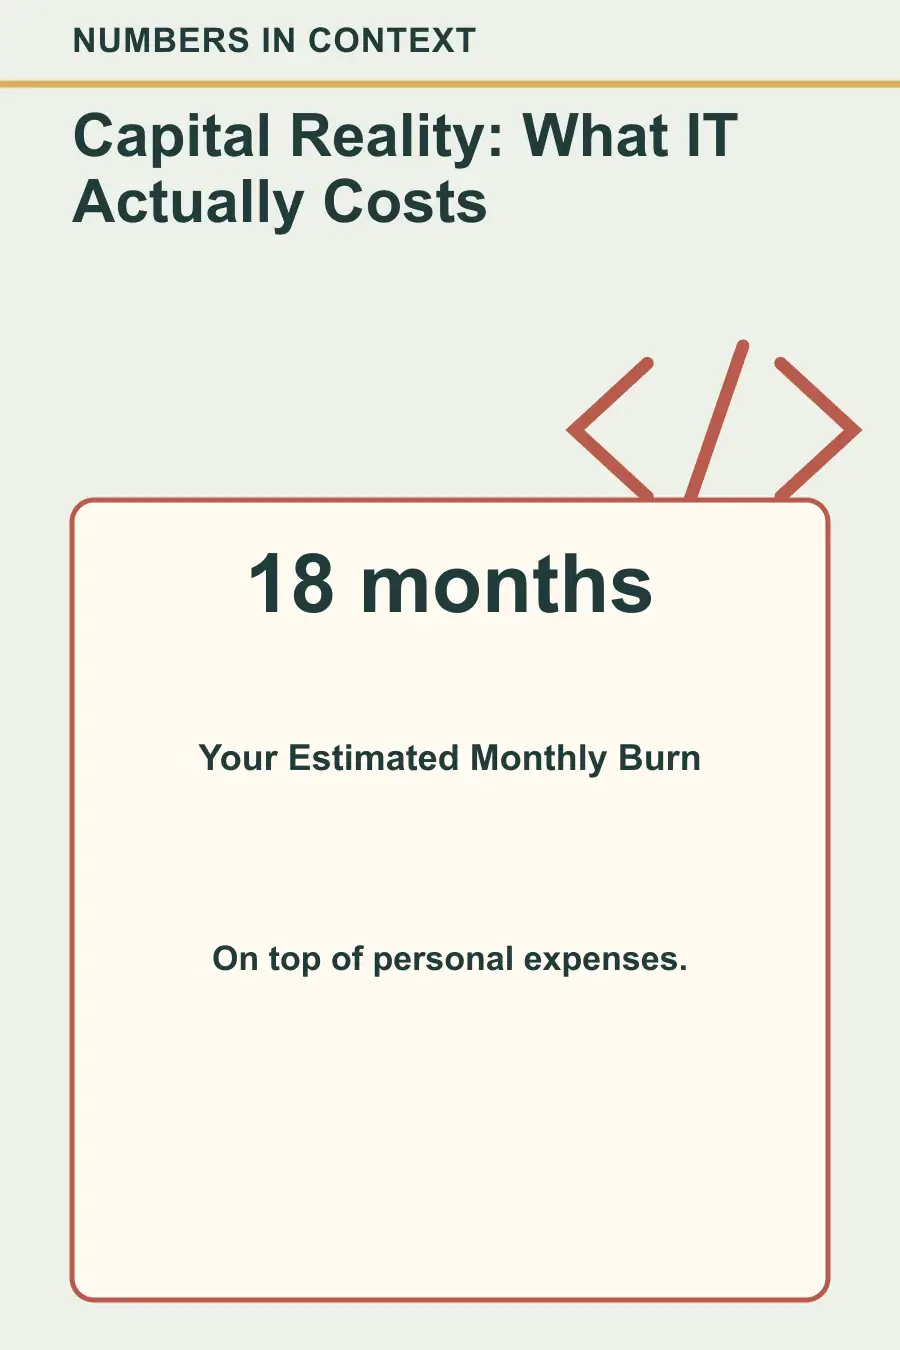 NUMBERS IN CONTEXT
Capital Reality: What IT
Actually Costs
18 months
Your Estimated Monthly Burn
On top of personal expenses.